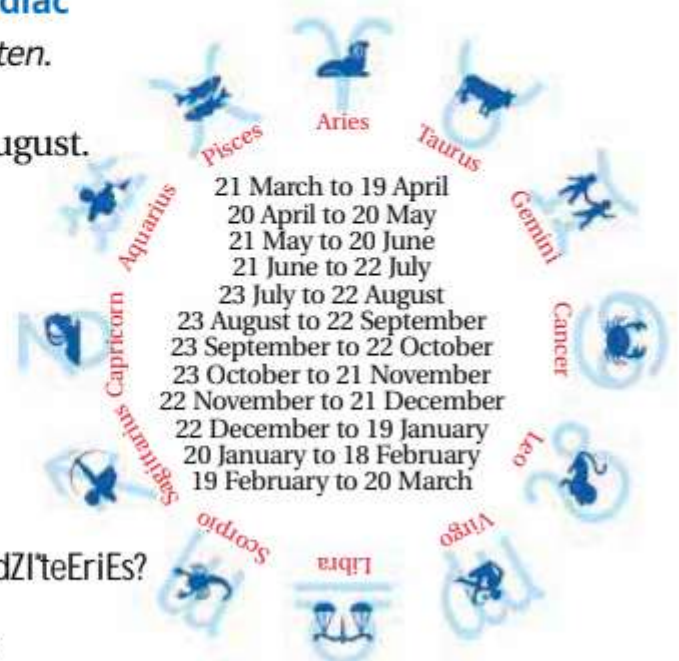 diac
ten.
ugust.
Aries
Taurus
Gemini
Cancer
Leo
Virgo
Libra
Scorpio
Sagittarius
Capricorn
Aquarius
Pisces
21 March to 19 April
20 April to 20 May
21 May to 20 June
21 June to 22 July
23 July to 22 August
23 August to 22 September
23 September to 22 October
23 October to 21 November
22 November to 21 December
22 December to 19 January
20 January to 18 February
19 February to 20 March